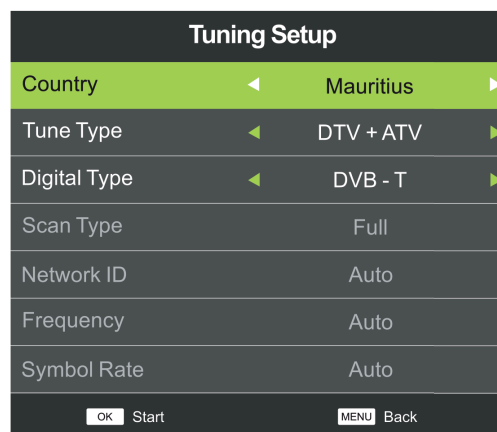 Tuning Setup
Country Mauritius
Tune Type DTV + ATV
Digital Type DVB - T
Scan Type Full
Network ID Auto
Frequency Auto
Symbol Rate Auto
OK Start MENU Back